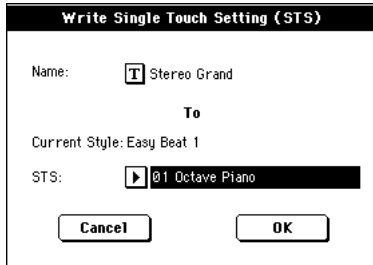 Write Single Touch Setting (STS)
Name: T Stereo Grand
To
Current Style: Easy Beat 1
STS: 01 Octave Piano
Cancel OK